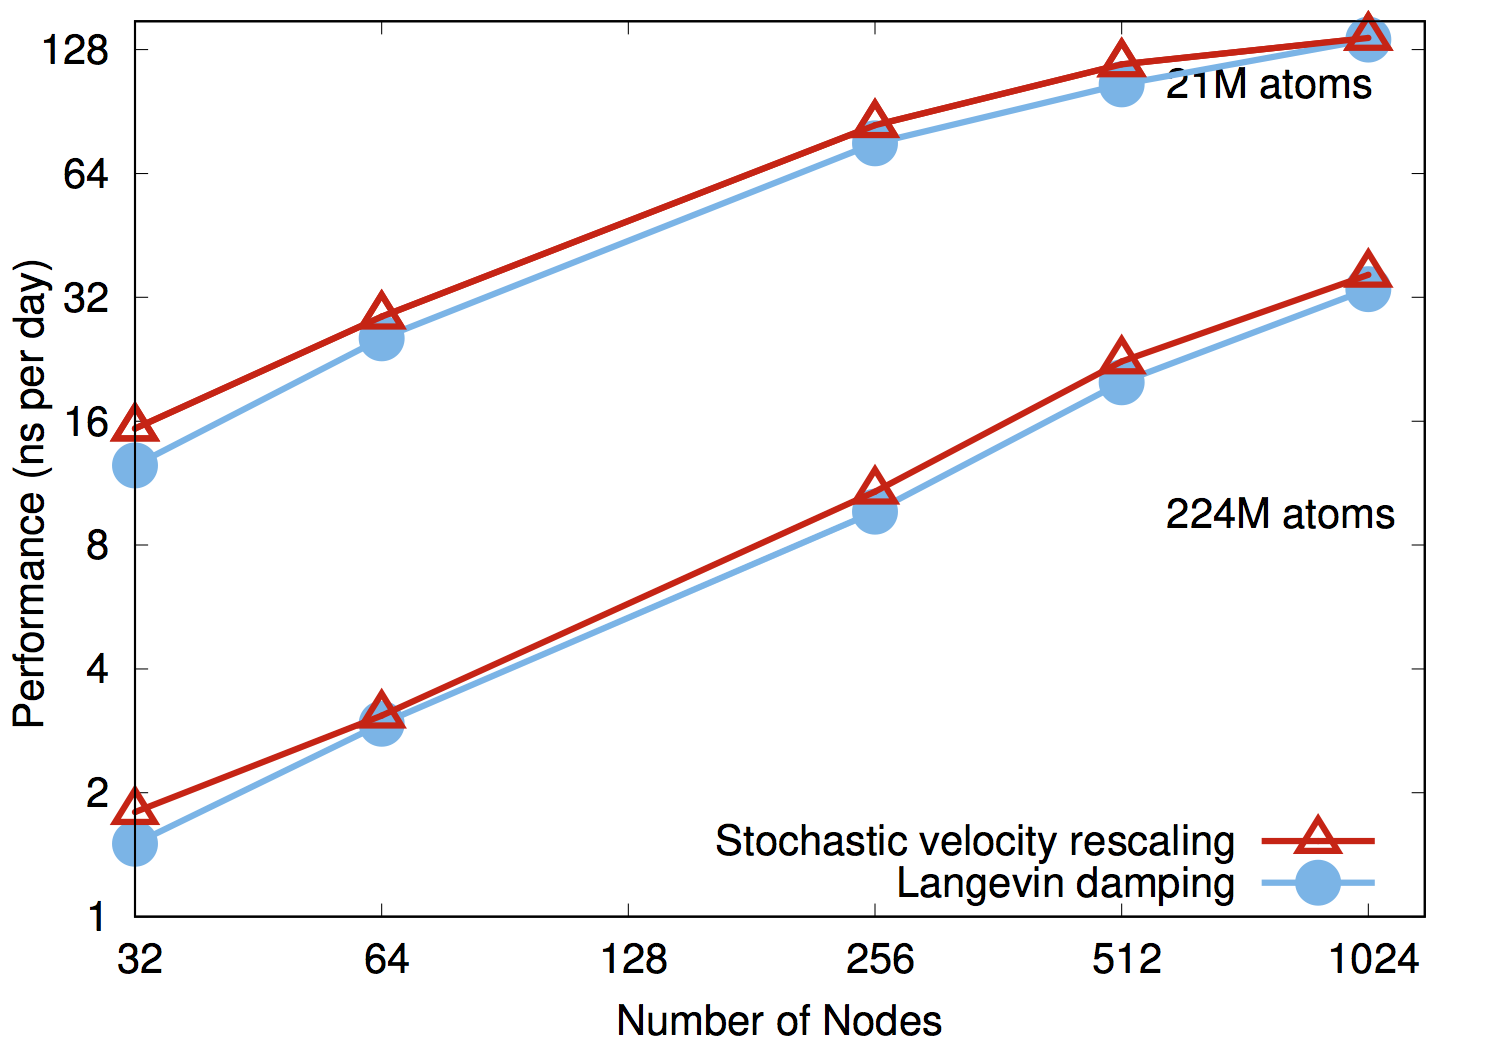 128
64
32
16
8
4
2
1
Performance (ns per day)
21M atoms
224M atoms
Stochastic velocity rescaling
Langevin damping
32 64 128 256 512 1024
Number of Nodes